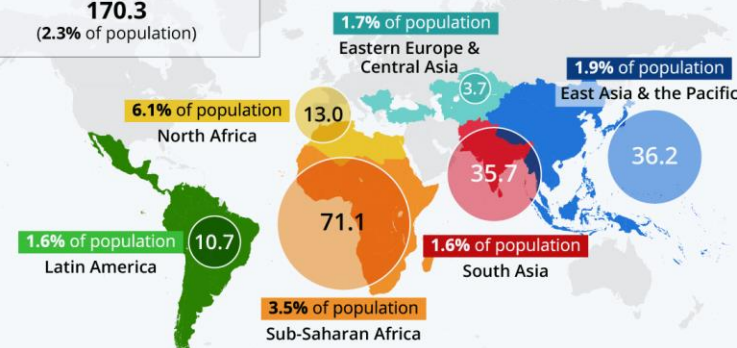 170.3
(2.3% of population)
1.7% of population
Eastern Europe &
Central Asia
3.7
1.9% of population
East Asia & the Pacific
36.2
6.1% of population
North Africa
13.0
35.7
71.1
1.6% of population
Latin America
10.7
1.6% of population
South Asia
3.5% of population
Sub-Saharan Africa